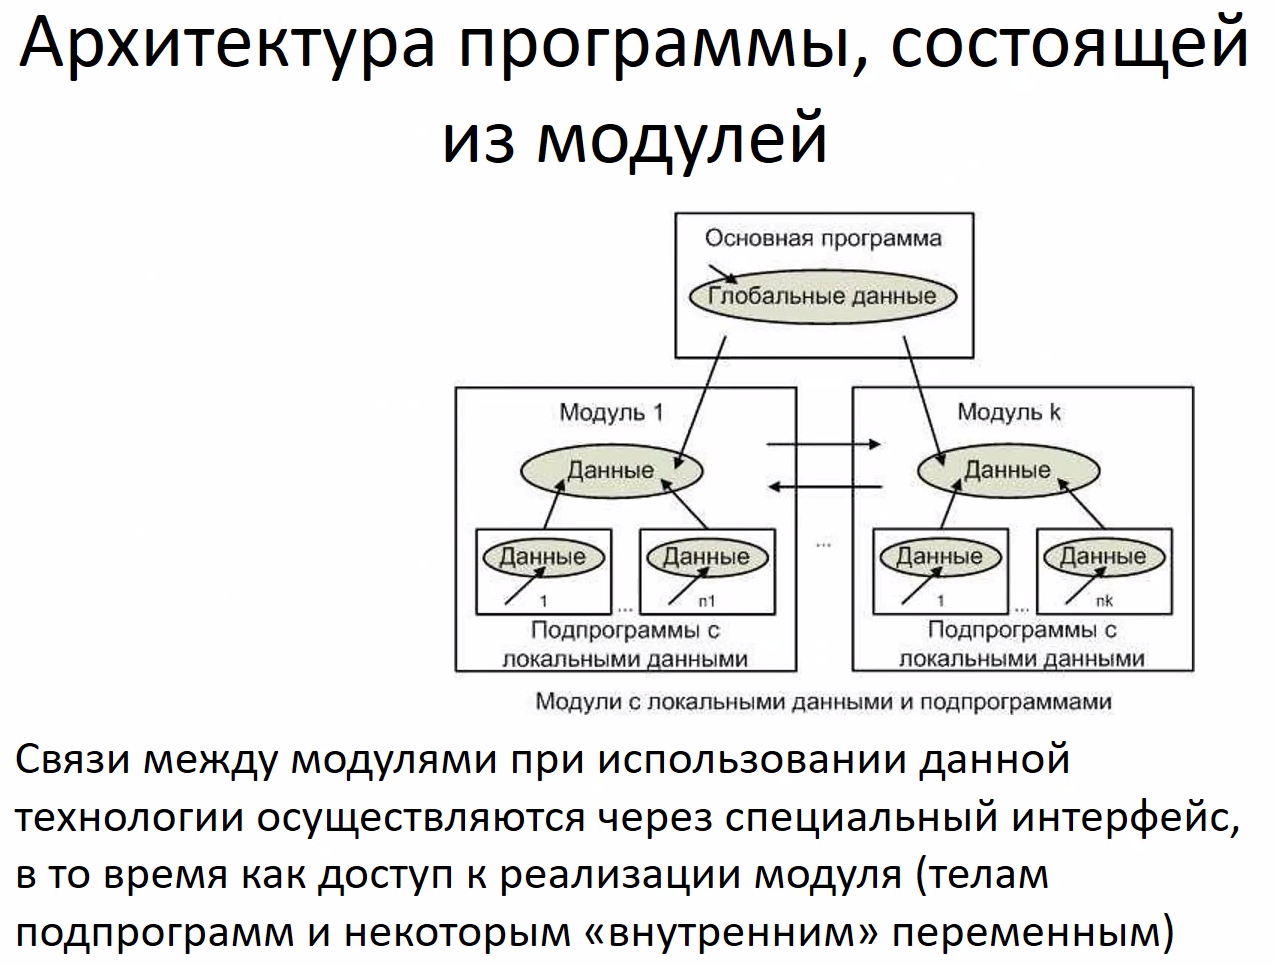 Архитектура программы, состоящей
из модулей
Основная программа
Глобальные данные
Модуль 1
Модуль k
Данные
Данные
Данные
Данные
Данные
Данные
...
1
...
n1
1
...
nk
Подпрограммы с
локальными данными
Подпрограммы с
локальными данными
Модули с локальными данными и подпрограммами
Связи между модулями при использовании данной
технологии осуществляются через специальный интерфейс,
в то время как доступ к реализации модуля (телам
подпрограмм и некоторым «внутренним» переменным)